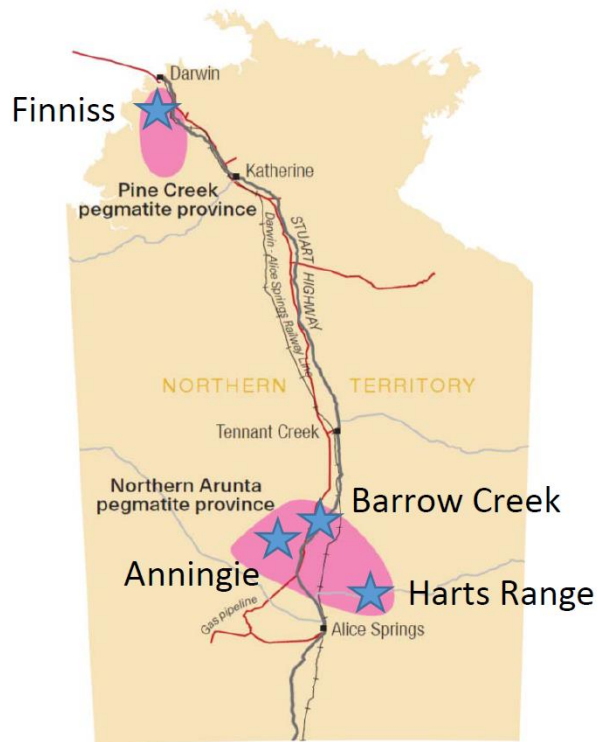 Darwin
Finniss
Katherine
Pine Creek
pegmatite province
STUART HIGHWAY
Darwin - Alice Springs Railway Line
NORTHERN TERRITORY
Tennant Creek
Northern Arunta
pegmatite province
Barrow Creek
Anningie
Harts Range
Gas pipeline
Alice Springs